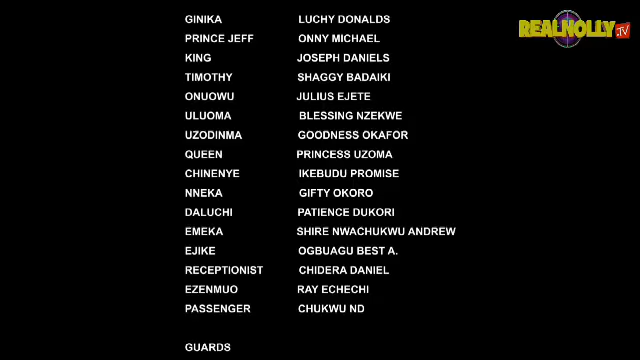 REALNOLLY.TV
GINIKA LUCHY DONALDS
PRINCE JEFF ONNY MICHAEL
KING JOSEPH DANIELS
TIMOTHY SHAGGY BADAIKI
ONUOWU JULIUS EJETE
ULUOMA BLESSING NZEKWE
UZODINMA GOODNESS OKAFOR
QUEEN PRINCESS UZOMA
CHINENYE IKEBUDU PROMISE
NNEKA GIFTY OKORO
DALUCHI PATIENCE DUKORI
EMEKA SHIRE NWACHUKWU ANDREW
EJIKE OGBUAGU BEST A.
RECEPTIONIST CHIDERA DANIEL
EZENMUO RAY ECHECHI
PASSENGER CHUKWU ND
GUARDS